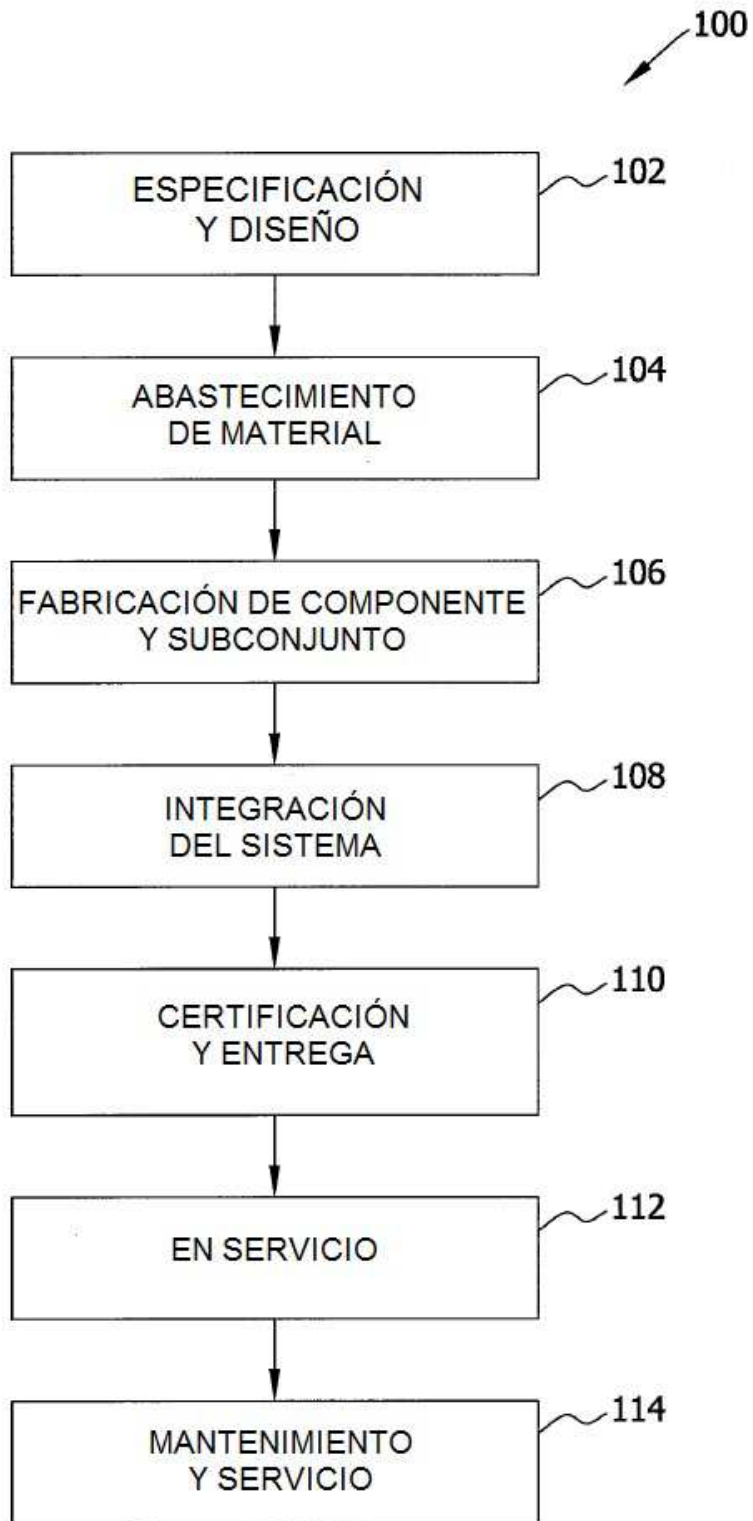 100
ESPECIFICACIÓN
Y DISEÑO
102
ABASTECIMIENTO
DE MATERIAL
104
FABRICACIÓN DE COMPONENTE
Y SUBCONJUNTO
106
INTEGRACIÓN
DEL SISTEMA
108
CERTIFICACIÓN
Y ENTREGA
110
EN SERVICIO
112
MANTENIMIENTO
Y SERVICIO
114